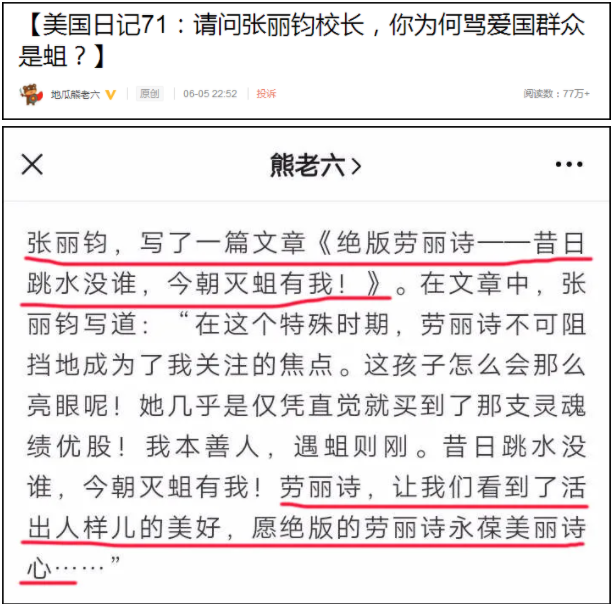 【美国日记71：请问张丽钧校长，你为何骂爱国群众
是蛆？】
地瓜熊老六 原创 06-05 22:52 投诉 阅读数：77万+
熊老六
张丽钧，写了一篇文章《绝版劳丽诗——昔日
跳水没谁，今朝灭蛆有我！》。在文章中，张
丽钧写道：“在这个特殊时期，劳丽诗不可阻
挡地成为了我关注的焦点。这孩子怎么会那么
亮眼呢！她几乎是仅凭直觉就买到了那支灵魂
绩优股！我本善人，遇蛆则刚。昔日跳水没
谁，今朝灭蛆有我！劳丽诗，让我们看到了活
出人样儿的美好，愿绝版的劳丽诗永葆美丽诗
心……”